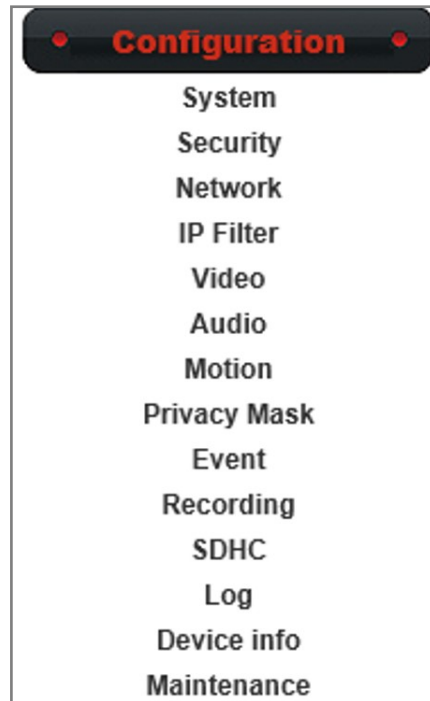 Configuration
System
Security
Network
IP Filter
Video
Audio
Motion
Privacy Mask
Event
Recording
SDHC
Log
Device info
Maintenance